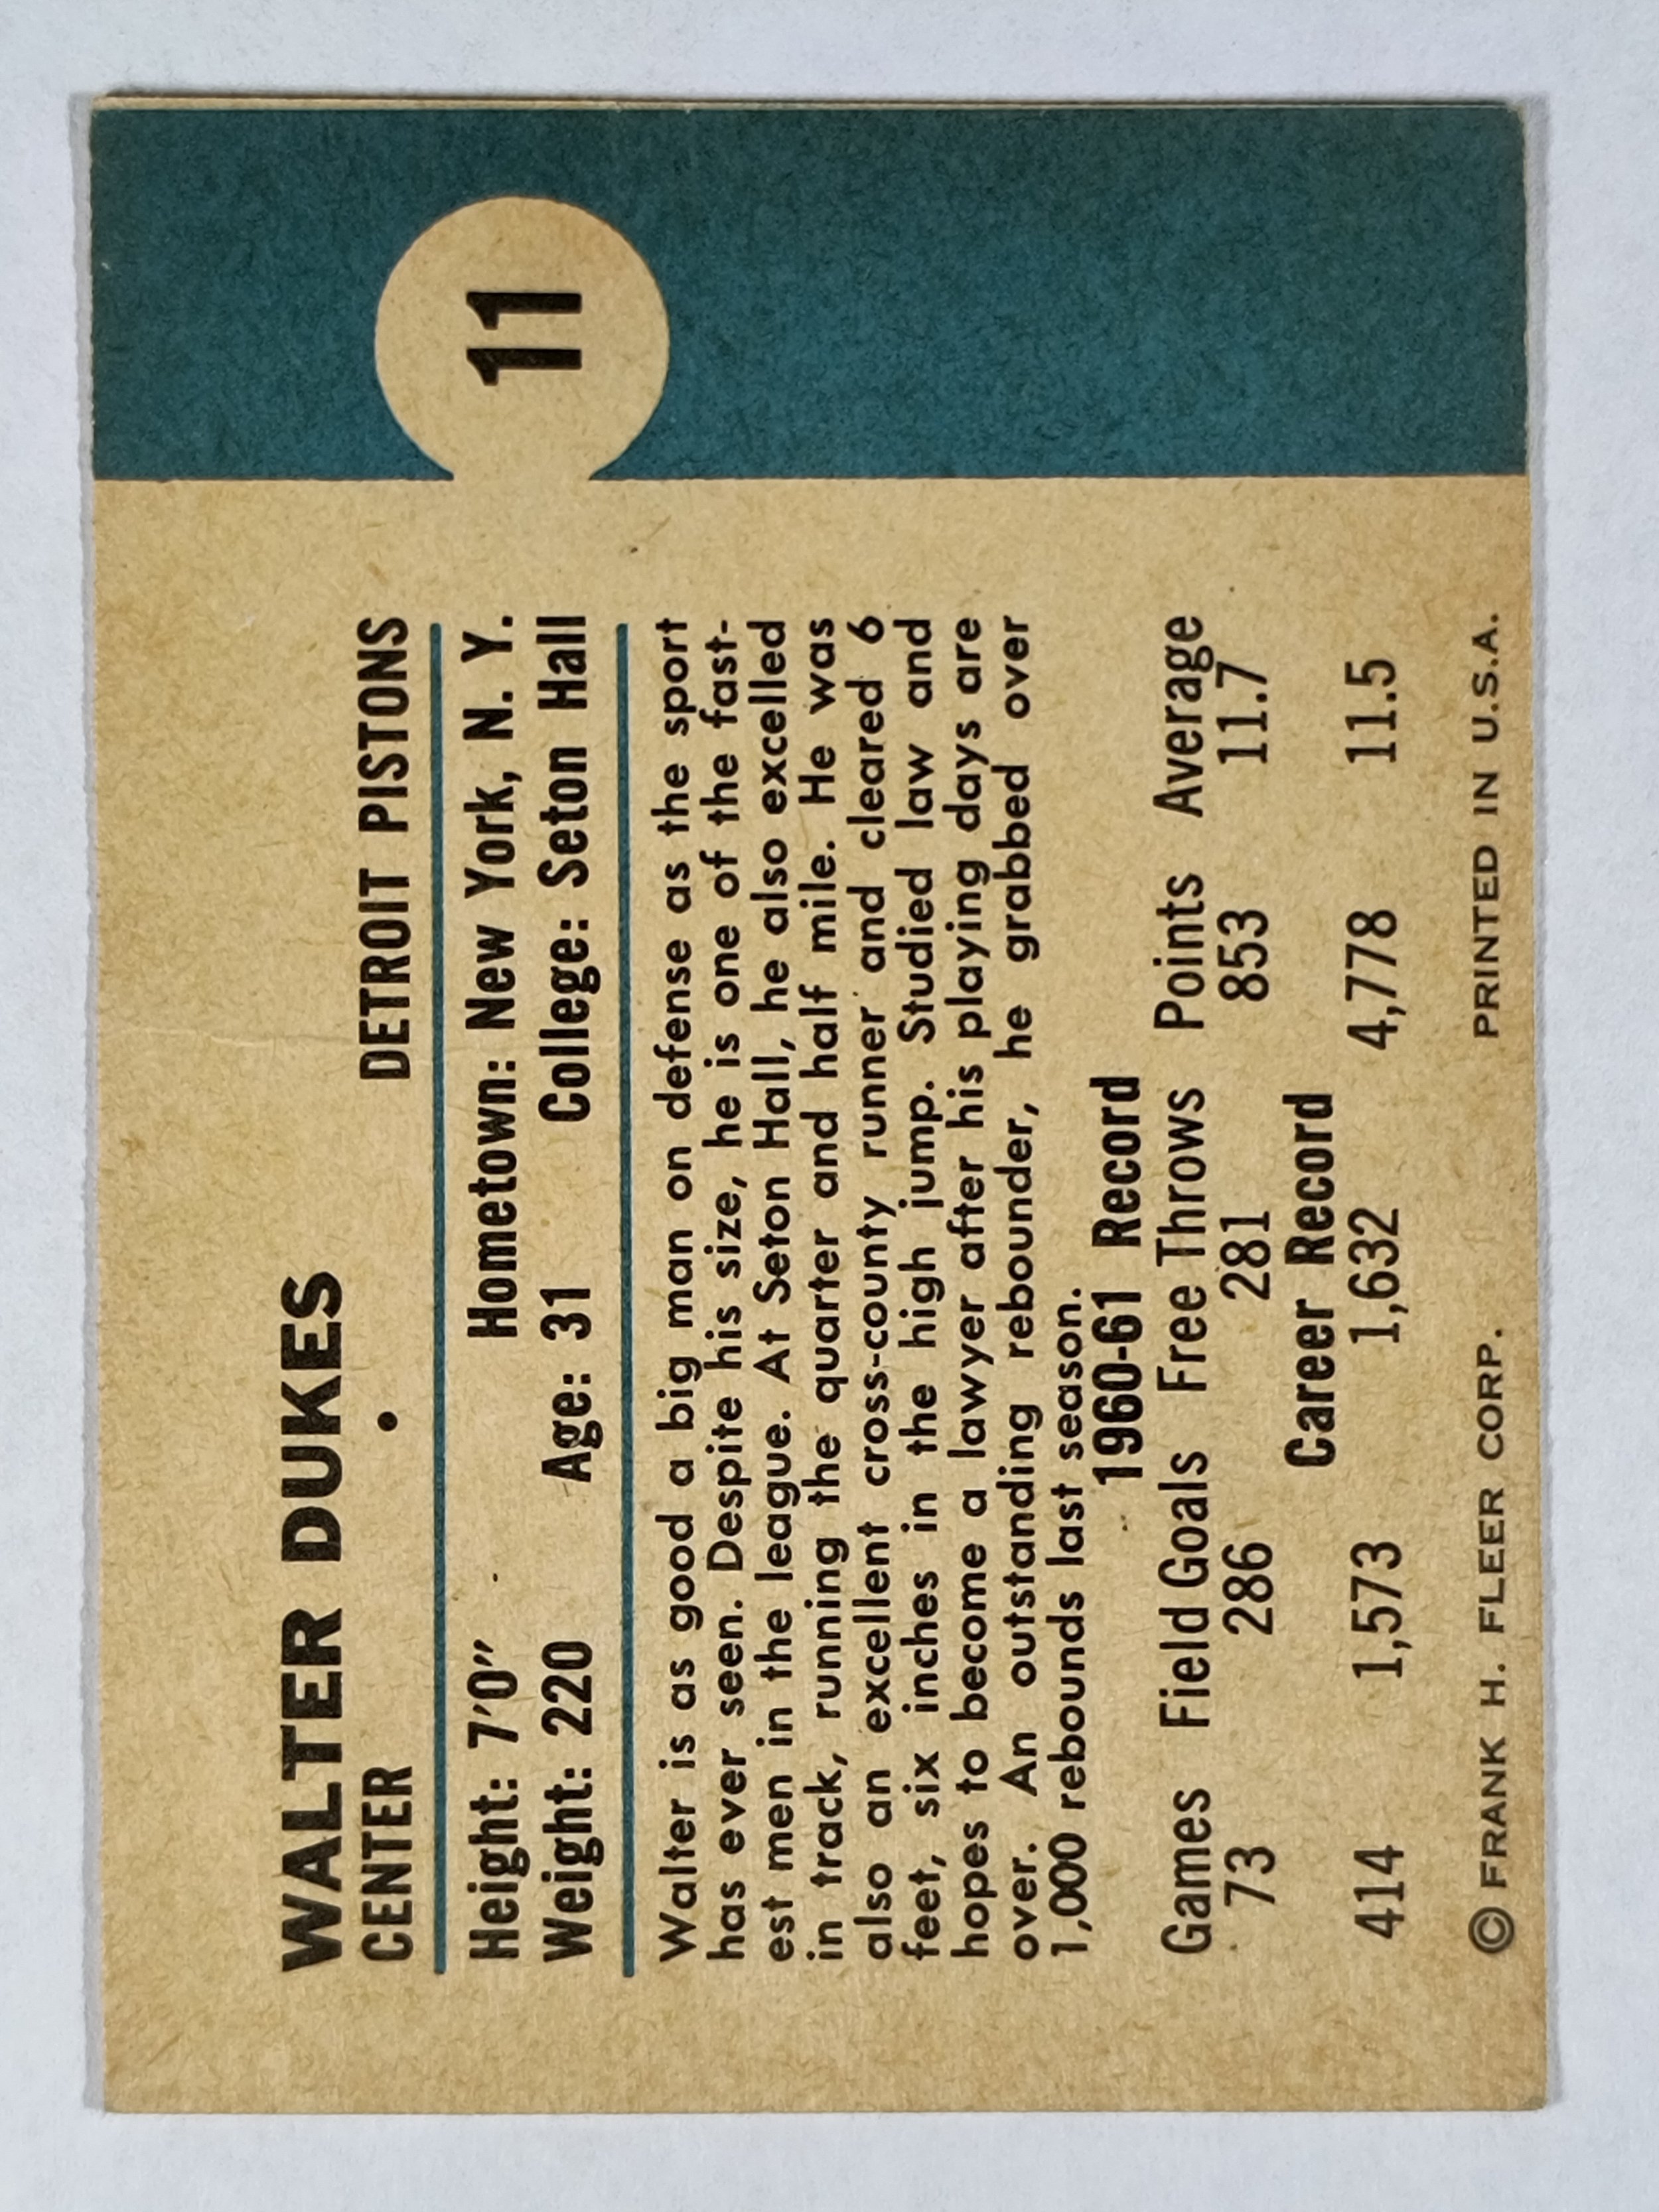 11
WALTER DUKES
CENTER • DETROIT PISTONS
Height: 7'0" Hometown: New York, N. Y.
Weight: 220 Age: 31 College: Seton Hall
Walter is as good a big man on defense as the sport
has ever seen. Despite his size, he is one of the fast-
est men in the league. At Seton Hall, he also excelled
in track, running the quarter and half mile. He was
also an excellent cross-county runner and cleared 6
feet, six inches in the high jump. Studied law and
hopes to become a lawyer after his playing days are
over. An outstanding rebounder, he grabbed over
1,000 rebounds last season.
1960-61 Record
Games Field Goals Free Throws Points Average
73 286 281 853 11.7
Career Record
414 1,573 1,632 4,778 11.5
© FRANK H. FLEER CORP. PRINTED IN U.S.A.